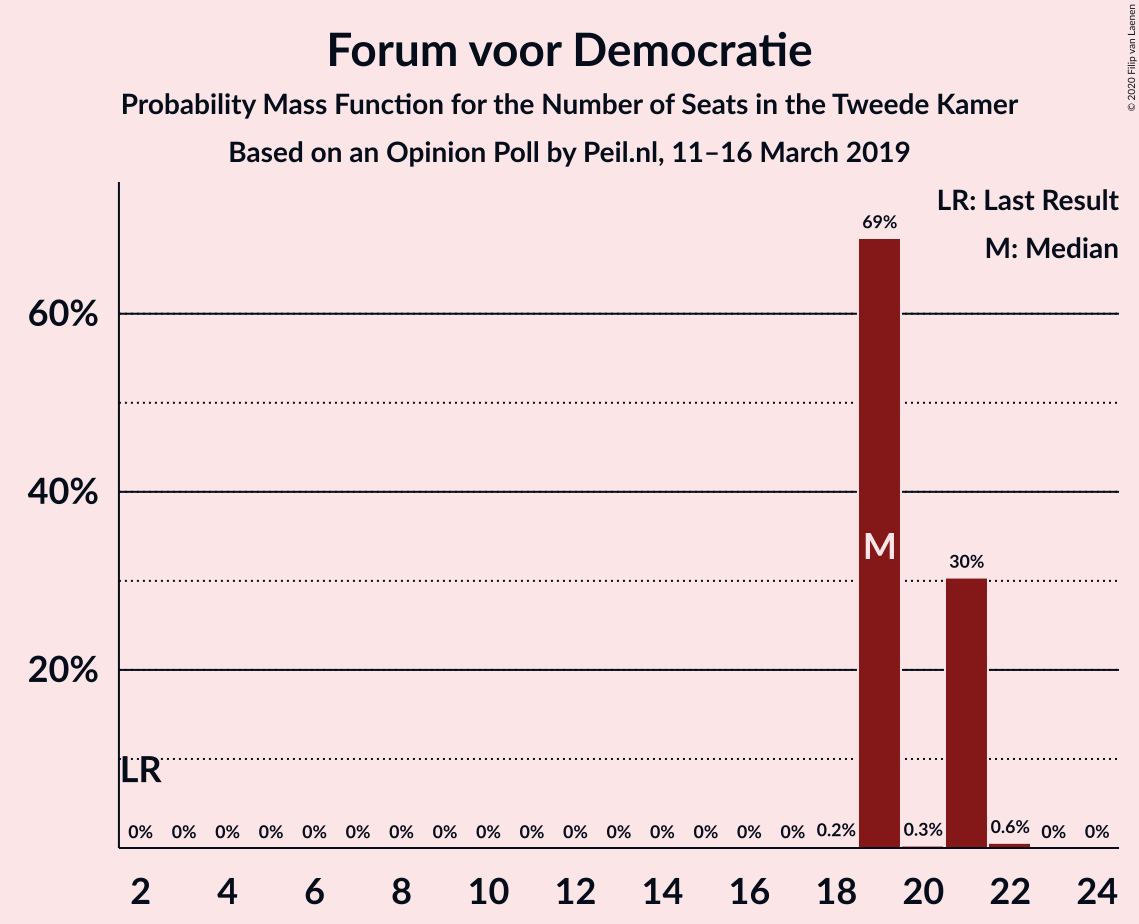 Forum voor Democratie
Probability Mass Function for the Number of Seats in the Tweede Kamer
Based on an Opinion Poll by Peil.nl, 11–16 March 2019
© 2020 Filip van Laenen
LR: Last Result
M: Median
69%
60%
40%
M
30%
20%
LR
0% 0% 0% 0% 0% 0% 0% 0% 0% 0% 0% 0% 0% 0% 0% 0% 0.2% 0.3% 0.6% 0% 0%
2 4 6 8 10 12 14 16 18 20 22 24